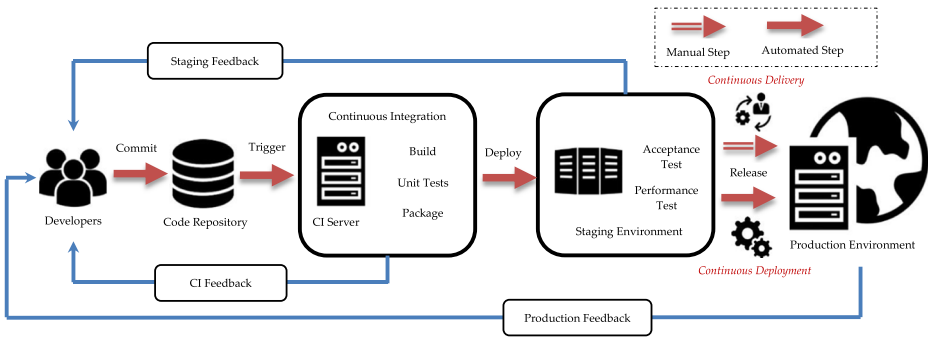 Manual Step
Automated Step
Continuous Delivery
Staging Feedback
Continuous Integration
Commit
Trigger
Build
Unit Tests
Package
CI Server
Deploy
Acceptance
Test
Performance
Test
Staging Environment
Release
Developers
Code Repository
Production Environment
Continuous Deployment
CI Feedback
Production Feedback